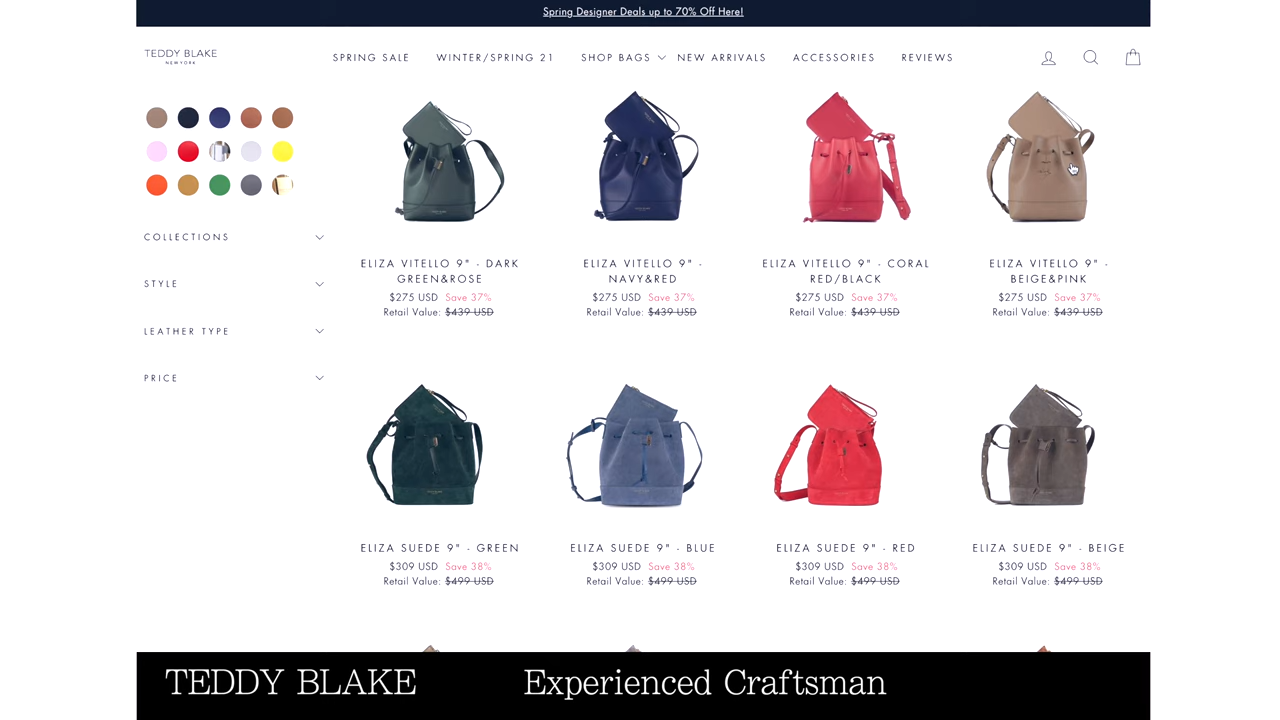 Spring Designer Deals up to 70% Off Here!
TEDDY BLAKE
NEW YORK
SPRING SALE WINTER/SPRING 21 SHOP BAGS NEW ARRIVALS ACCESSORIES REVIEWS
COLLECTIONS
STYLE
LEATHER TYPE
PRICE
ELIZA VITELLO 9" - DARK
GREEN&ROSE
$275 USD Save 37%
Retail Value: $439 USD
ELIZA VITELLO 9" -
NAVY&RED
$275 USD Save 37%
Retail Value: $439 USD
ELIZA VITELLO 9" - CORAL
RED/BLACK
$275 USD Save 37%
Retail Value: $439 USD
ELIZA VITELLO 9" -
BEIGE&PINK
$275 USD Save 37%
Retail Value: $439 USD
ELIZA SUEDE 9" - GREEN
$309 USD Save 38%
Retail Value: $499 USD
ELIZA SUEDE 9" - BLUE
$309 USD Save 38%
Retail Value: $499 USD
ELIZA SUEDE 9" - RED
$309 USD Save 38%
Retail Value: $499 USD
ELIZA SUEDE 9" - BEIGE
$309 USD Save 38%
Retail Value: $499 USD
TEDDY BLAKE Experienced Craftsman